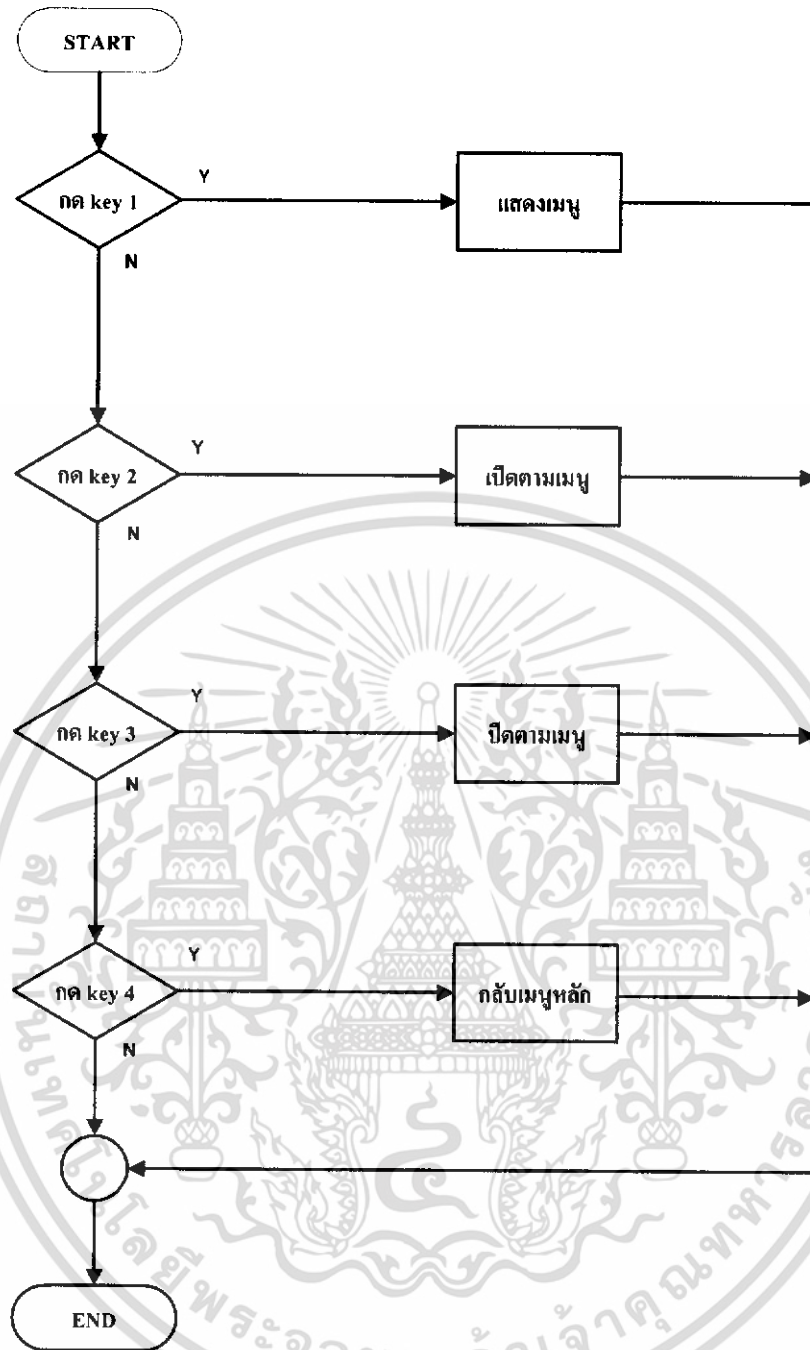 START
กด key 1
Y
แสดงเมนู
N
กด key 2
Y
เปิดตามเมนู
N
กด key 3
Y
ปิดตามเมนู
N
กด key 4
Y
กลับเมนูหลัก
N
END